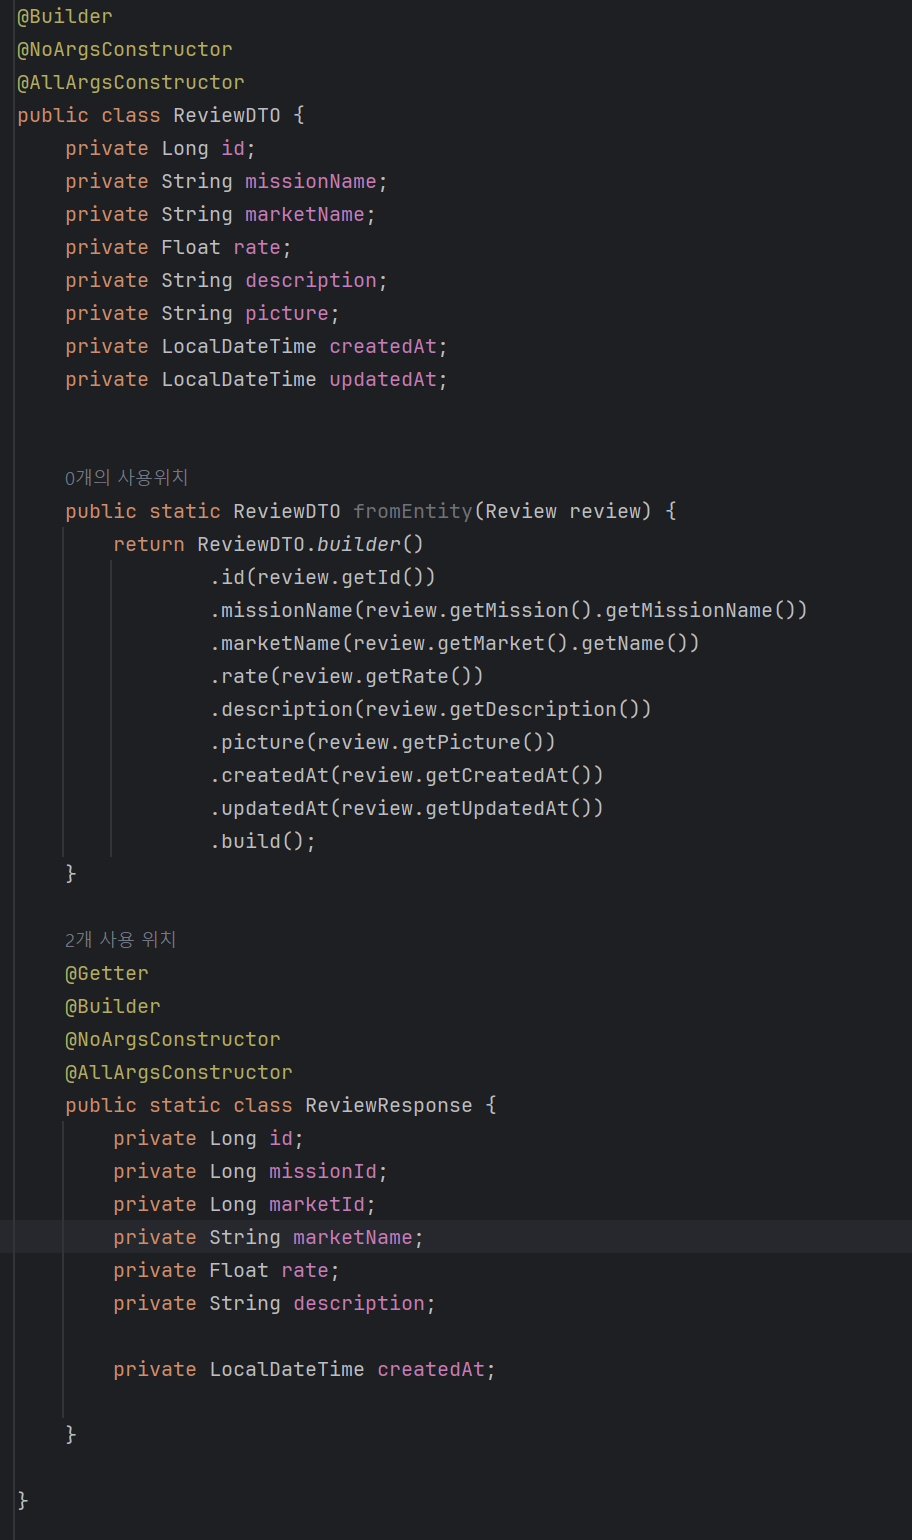 @Builder
@NoArgsConstructor
@AllArgsConstructor
public class ReviewDTO {
    private Long id;
    private String missionName;
    private String marketName;
    private Float rate;
    private String description;
    private String picture;
    private LocalDateTime createdAt;
    private LocalDateTime updatedAt;
    0개의 사용위치
    public static ReviewDTO fromEntity(Review review) {
        return ReviewDTO.builder()
                .id(review.getId())
                .missionName(review.getMission().getMissionName())
                .marketName(review.getMarket().getName())
                .rate(review.getRate())
                .description(review.getDescription())
                .picture(review.getPicture())
                .createdAt(review.getCreatedAt())
                .updatedAt(review.getUpdatedAt())
                .build();
    }
    2개 사용 위치
    @Getter
    @Builder
    @NoArgsConstructor
    @AllArgsConstructor
    public static class ReviewResponse {
        private Long id;
        private Long missionId;
        private Long marketId;
        private String marketName;
        private Float rate;
        private String description;
        private LocalDateTime createdAt;
    }
}